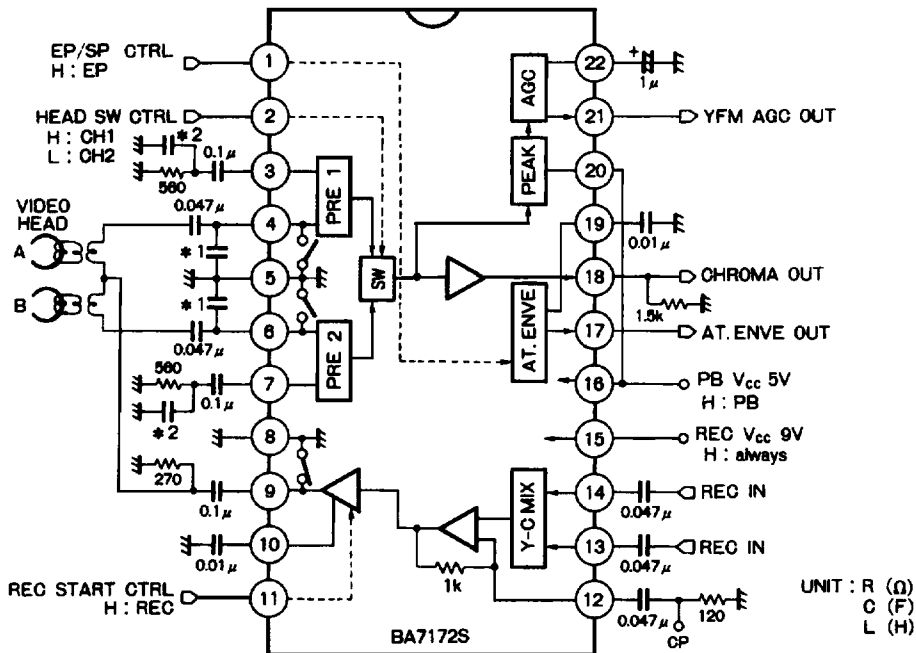 EP/SP CTRL
H : EP
HEAD SW CTRL
H : CH1
L : CH2
*2
0.1μ
560
0.047μ
VIDEO
HEAD
A
B
*1
*1
0.047μ
560
0.1μ
*2
270
0.1μ
0.01μ
REC START CTRL
H : REC
1
2
3
4
5
6
7
8
9
10
11
PRE 1
PRE 2
SW
AGC
PEAK
AT. ENVE
Y-C MIX
1k
BA7172S
22
21
20
19
18
17
16
15
14
13
12
+
1μ
YFM AGC OUT
0.01μ
CHROMA OUT
1.5k
AT. ENVE OUT
PB Vcc 5V
H : PB
REC Vcc 9V
H : always
REC IN
0.047μ
REC IN
0.047μ
0.047μ
120
CP
UNIT : R (Ω)
C (F)
L (H)